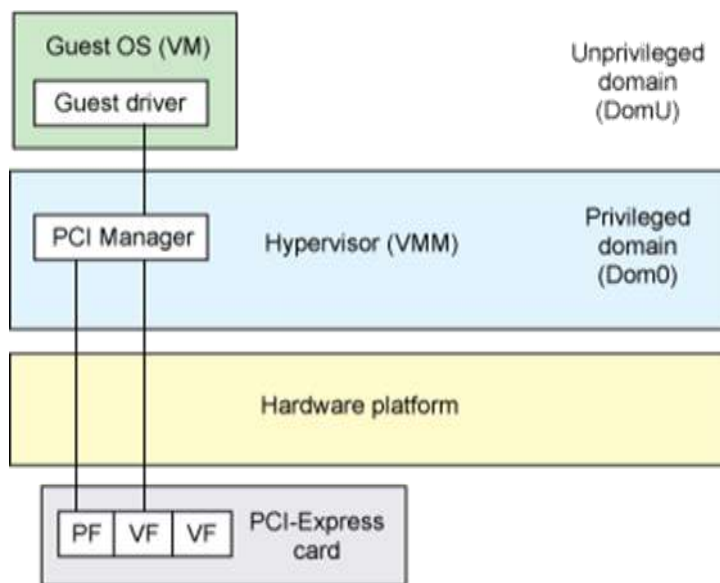 Guest OS (VM)
Guest driver
Unprivileged
domain
(DomU)
PCI Manager
Hypervisor (VMM)
Privileged
domain
(Dom0)
Hardware platform
PF
VF
VF
PCI-Express
card